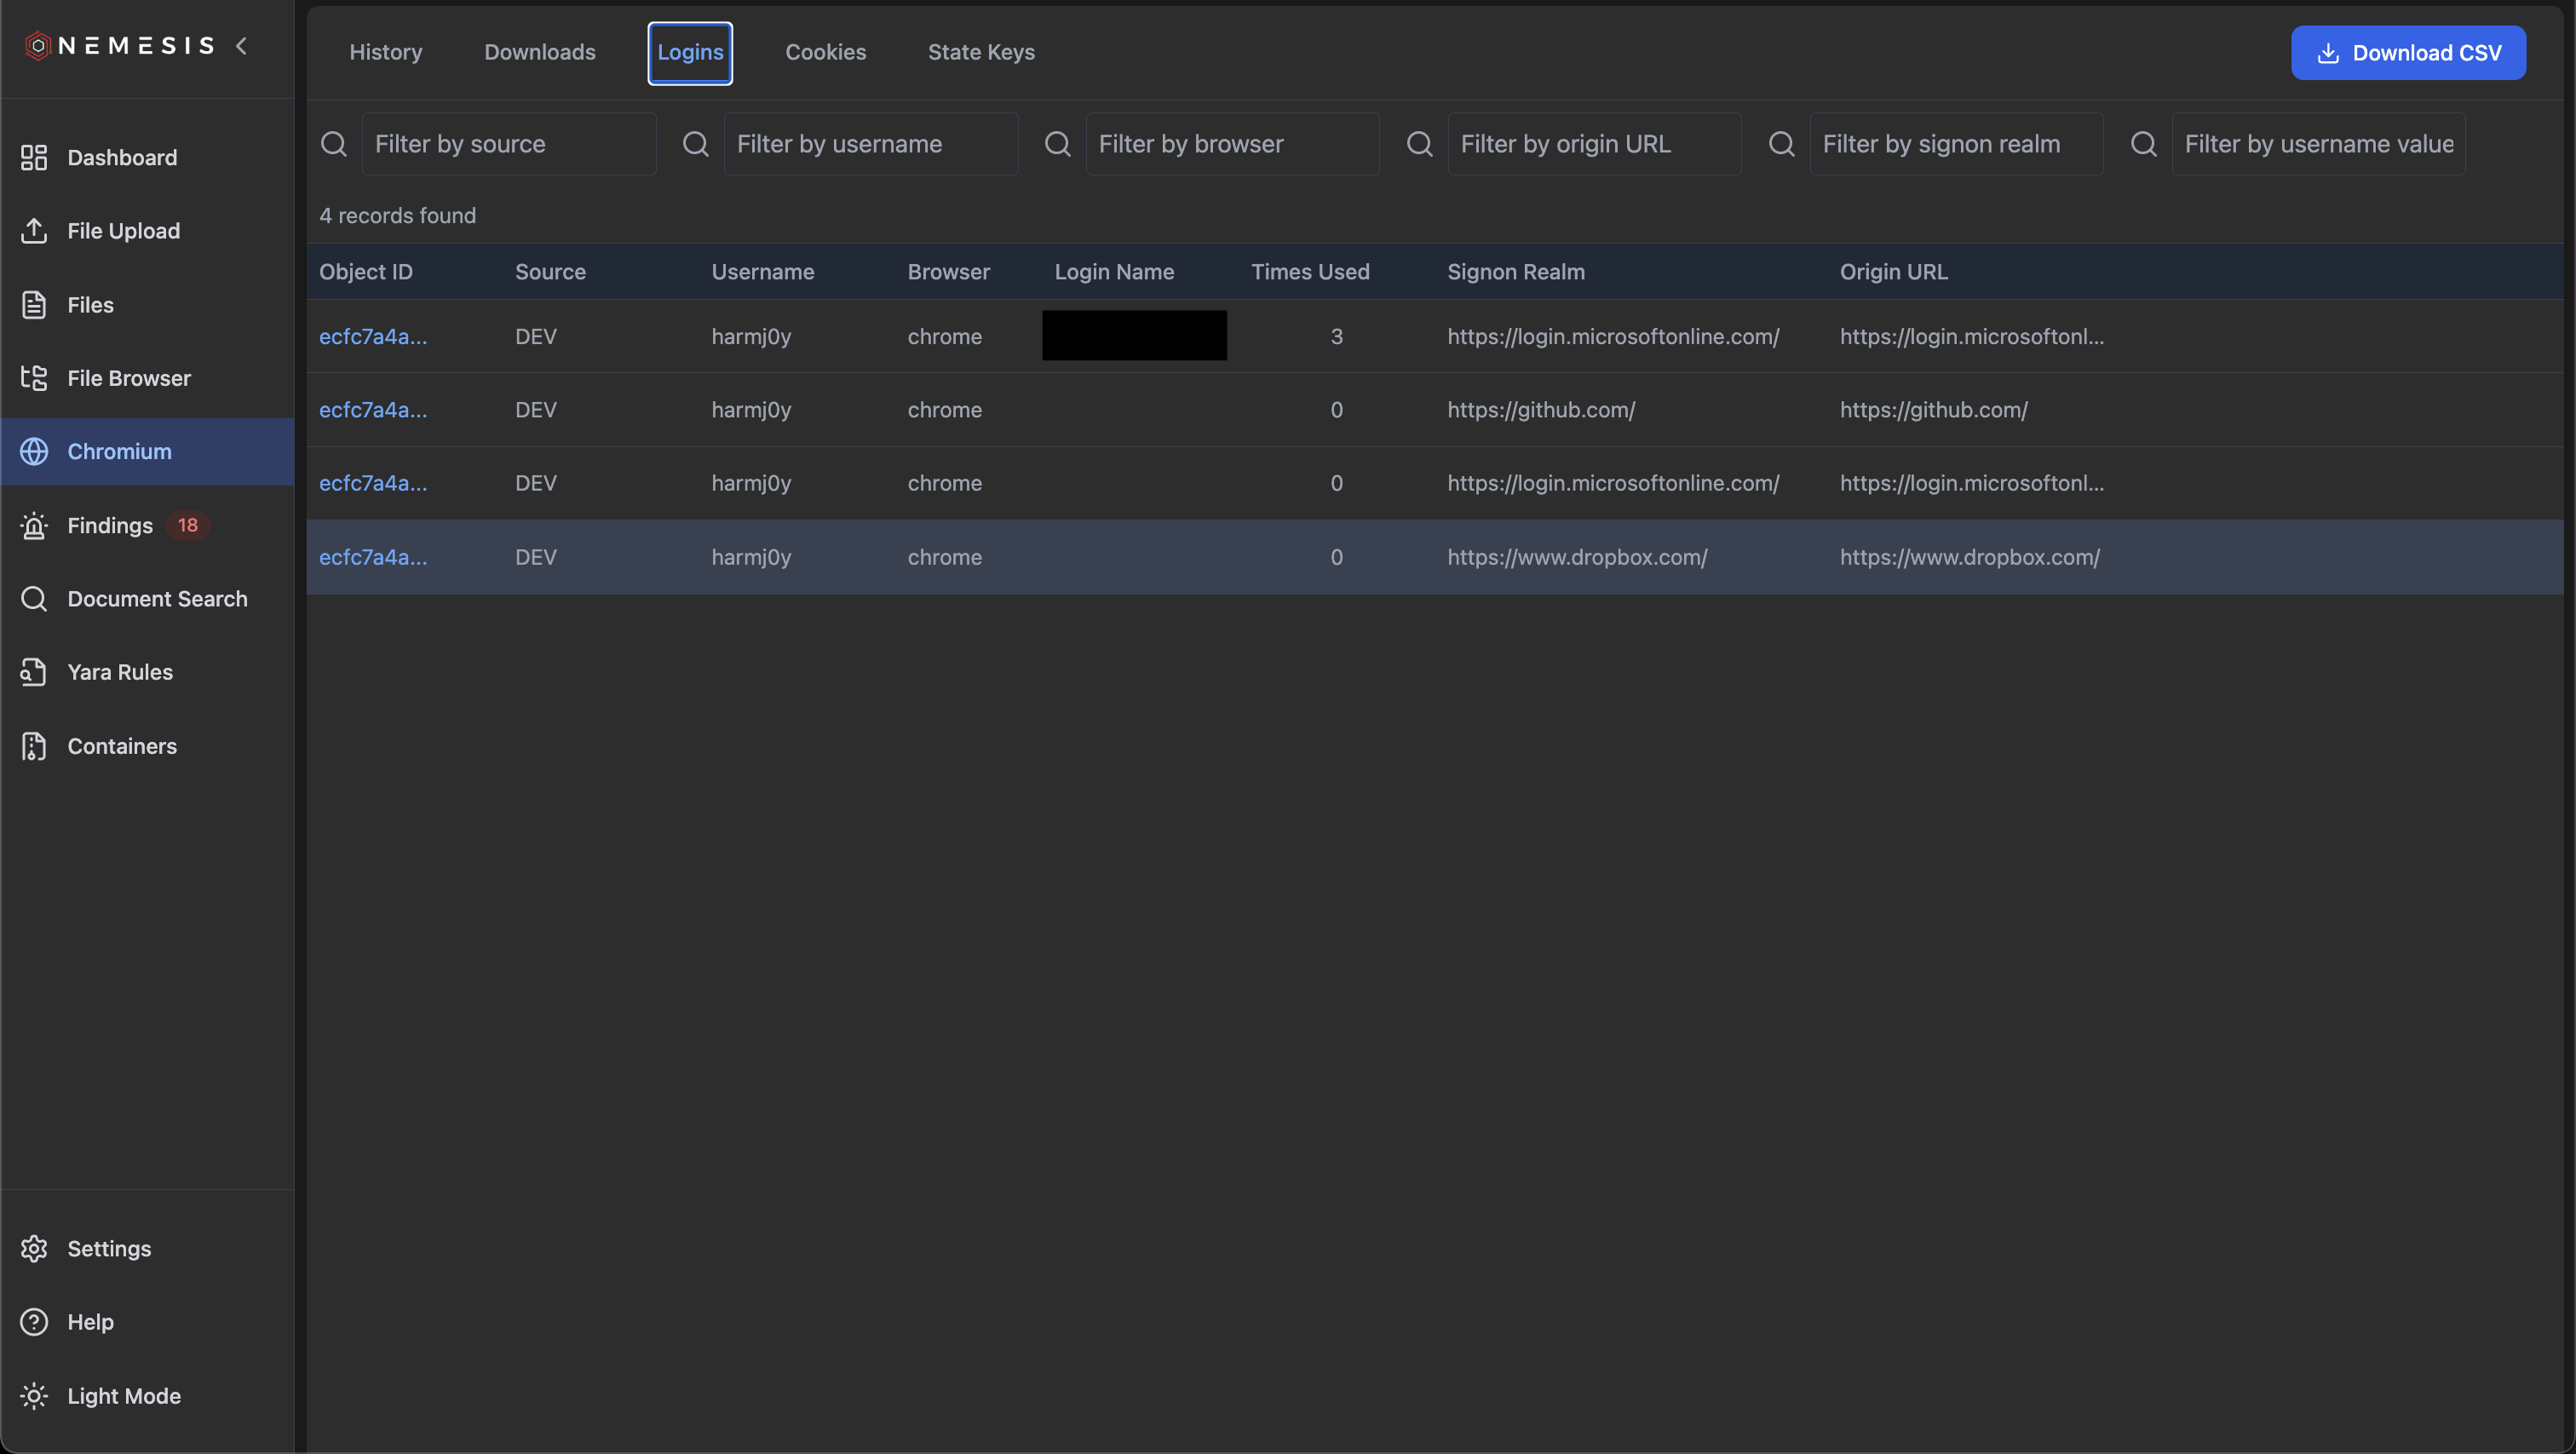 NEMESIS
Dashboard
File Upload
Files
File Browser
Chromium
Findings 18
Document Search
Yara Rules
Containers
Settings
Help
Light Mode
History Downloads Logins Cookies State Keys Download CSV
Filter by source Filter by username Filter by browser Filter by origin URL Filter by signon realm Filter by username value
4 records found
Object ID Source Username Browser Login Name Times Used Signon Realm Origin URL
ecfc7a4a... DEV harmj0y chrome 3 https://login.microsoftonline.com/ https://login.microsoftonl...
ecfc7a4a... DEV harmj0y chrome 0 https://github.com/ https://github.com/
ecfc7a4a... DEV harmj0y chrome 0 https://login.microsoftonline.com/ https://login.microsoftonl...
ecfc7a4a... DEV harmj0y chrome 0 https://www.dropbox.com/ https://www.dropbox.com/